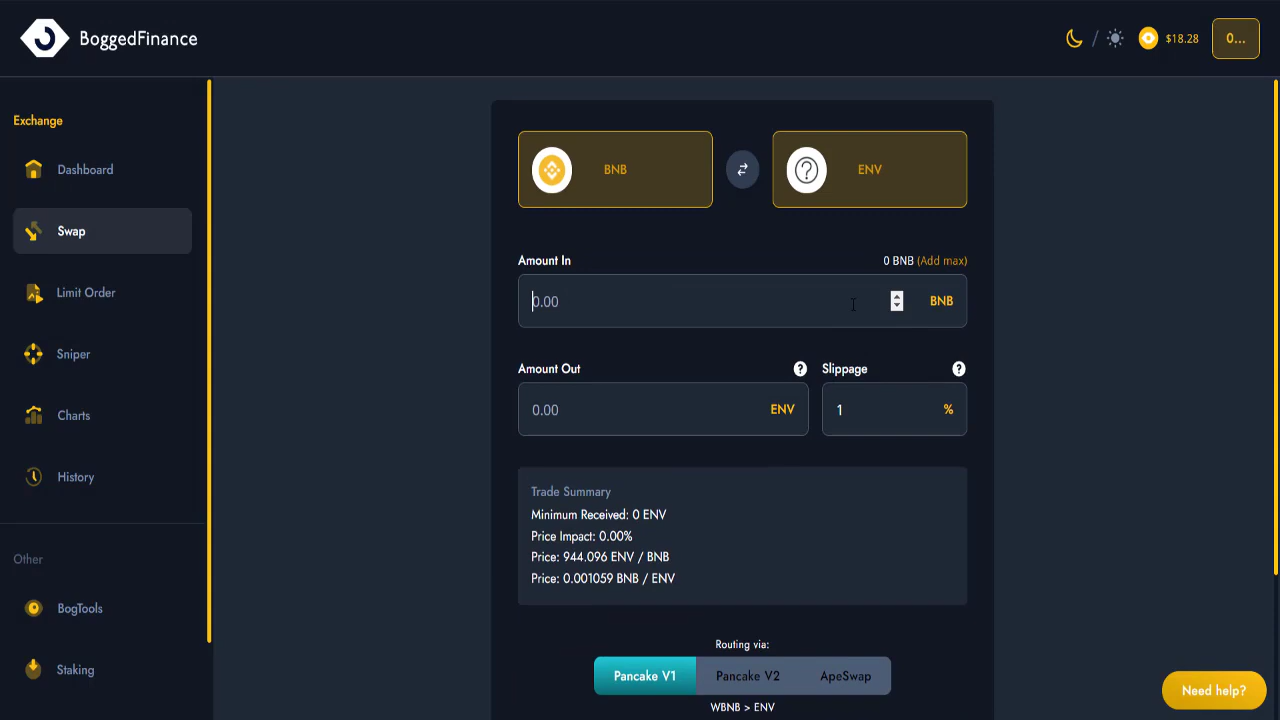 BoggedFinance
$18.28
0...
Exchange
Dashboard
Swap
Limit Order
Sniper
Charts
History
Other
BogTools
Staking
BNB
ENV
Amount In
0 BNB (Add max)
0.00
BNB
Amount Out
?
Slippage
?
0.00
ENV
1
%
Trade Summary
Minimum Received: 0 ENV
Price Impact: 0.00%
Price: 944.096 ENV / BNB
Price: 0.001059 BNB / ENV
Routing via:
Pancake V1
Pancake V2
ApeSwap
WBNB > ENV
Need help?